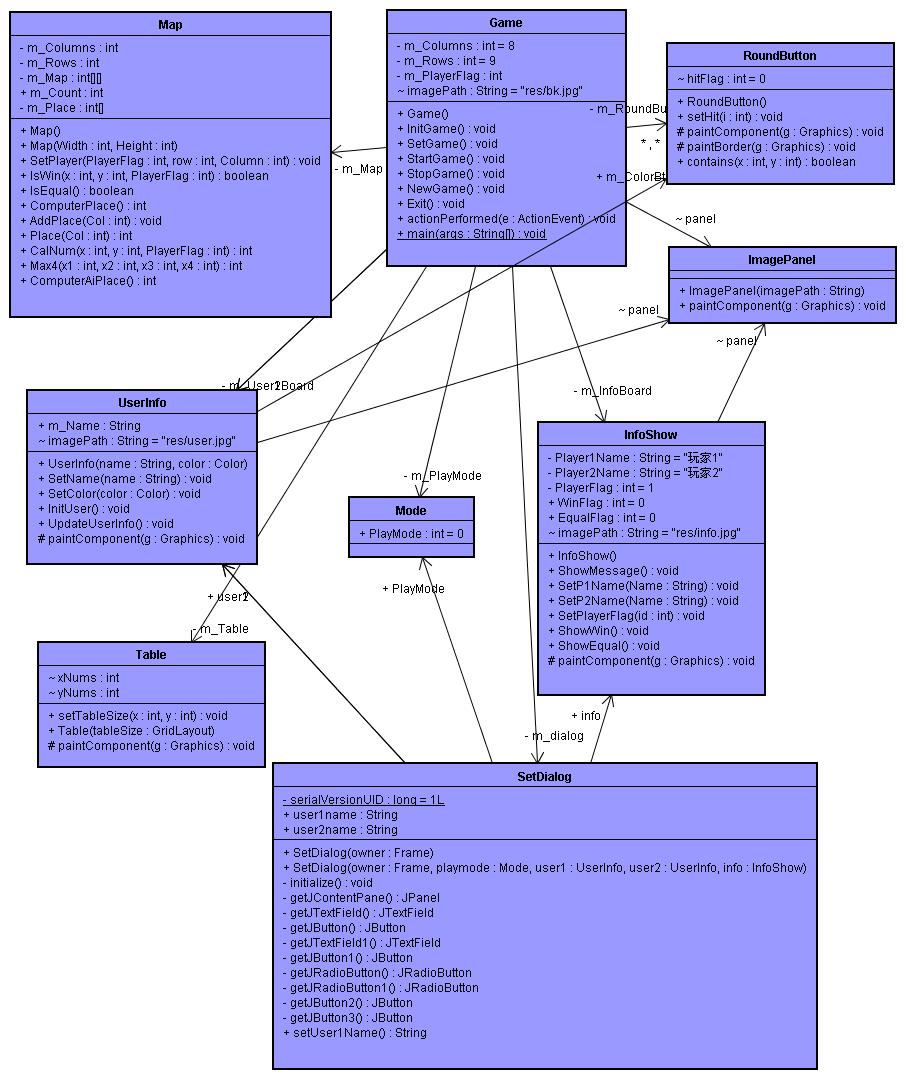 Map
- m_Columns : int
- m_Rows : int
- m_Map : int[][]
+ m_Count : int
- m_Place : int[]
+ Map()
+ Map(Width : int, Height : int)
+ SetPlayer(PlayerFlag : int, row : int, Column : int) : void
+ IsWin(x : int, y : int, PlayerFlag : int) : boolean
+ IsEqual() : boolean
+ ComputerPlace() : int
+ AddPlace(Col : int) : void
+ Place(Col : int) : int
+ CalNum(x : int, y : int, PlayerFlag : int) : int
+ Max4(x1 : int, x2 : int, x3 : int, x4 : int) : int
+ ComputerAiPlace() : int
Game
- m_Columns : int = 8
- m_Rows : int = 9
- m_PlayerFlag : int
~ imagePath : String = "res/bk.jpg"
+ Game()
+ InitGame() : void
+ SetGame() : void
+ StartGame() : void
+ StopGame() : void
+ NewGame() : void
+ Exit() : void
+ actionPerformed(e : ActionEvent) : void
+ main(args : String[]) : void
RoundButton
~ hitFlag : int = 0
+ RoundButton()
+ setHit(i : int) : void
# paintComponent(g : Graphics) : void
# paintBorder(g : Graphics) : void
+ contains(x : int, y : int) : boolean
- m_RoundBu
*, *
- m_Map
+ m_ColorBt
~ panel
ImagePanel
+ ImagePanel(imagePath : String)
+ paintComponent(g : Graphics) : void
~ panel
~ panel
- m_InfoBoard
UserInfo
+ m_Name : String
~ imagePath : String = "res/user.jpg"
+ UserInfo(name : String, color : Color)
+ SetName(name : String) : void
+ SetColor(color : Color) : void
+ InitUser() : void
+ UpdateUserInfo() : void
# paintComponent(g : Graphics) : void
- m_PlayMode
Mode
+ PlayMode : int = 0
+ PlayMode
InfoShow
- Player1Name : String = "玩家1"
- Player2Name : String = "玩家2"
- PlayerFlag : int = 1
+ WinFlag : int = 0
+ EqualFlag : int = 0
~ imagePath : String = "res/info.jpg"
+ InfoShow()
+ ShowMessage() : void
+ SetP1Name(Name : String) : void
+ SetP2Name(Name : String) : void
+ SetPlayerFlag(id : int) : void
+ ShowWin() : void
+ ShowEqual() : void
# paintComponent(g : Graphics) : void
- m_Table
Table
~ xNums : int
~ yNums : int
+ setTableSize(x : int, y : int) : void
+ Table(tableSize : GridLayout)
# paintComponent(g : Graphics) : void
+ info
- m_dialog
SetDialog
- serialVersionUID : long = 1L
+ user1name : String
+ user2name : String
+ SetDialog(owner : Frame)
+ SetDialog(owner : Frame, playmode : Mode, user1 : UserInfo, user2 : UserInfo, info : InfoShow)
- initialize() : void
- getJContentPane() : JPanel
- getJTextField() : JTextField
- getJButton() : JButton
- getJTextField1() : JTextField
- getJButton1() : JButton
- getJRadioButton() : JRadioButton
- getJRadioButton1() : JRadioButton
- getJButton2() : JButton
- getJButton3() : JButton
+ setUser1Name() : String